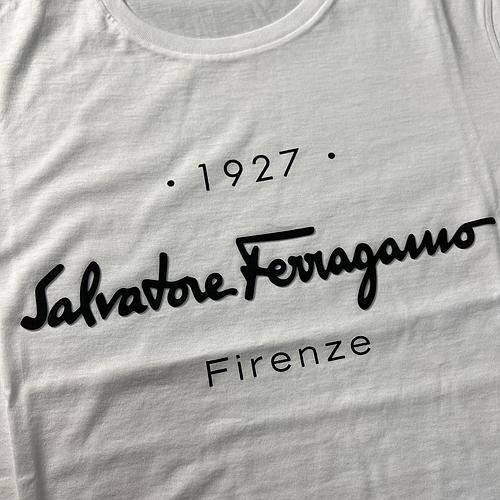 · 1927 ·
Salvatore Ferragamo
Firenze